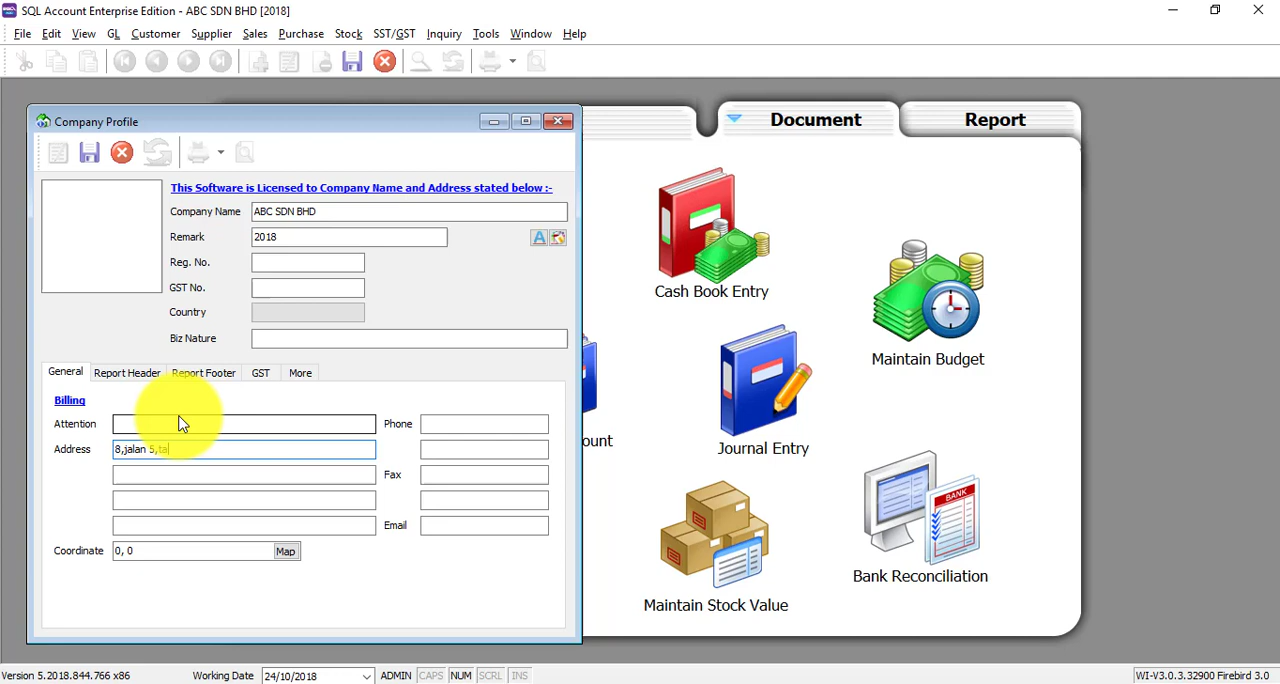 SQL Account Enterprise Edition - ABC SDN BHD [2018]
File Edit View GL Customer Supplier Sales Purchase Stock SST/GST Inquiry Tools Window Help
Company Profile
Document
Report
This Software is Licensed to Company Name and Address stated below :-
Company Name ABC SDN BHD
Remark 2018
A
Reg. No.
GST No.
Country
Biz Nature
General Report Header Report Footer GST More
Billing
Attention
Phone
Address 8,jalan 5,ta
Fax
Email
Coordinate 0, 0 Map
Cash Book Entry
Maintain Budget
ount
Journal Entry
BANK
Maintain Stock Value
Bank Reconciliation
Version 5.2018.844.766 x86 Working Date 24/10/2018 ADMIN CAPS NUM SCRL INS WI-V3.0.3.32900 Firebird 3.0